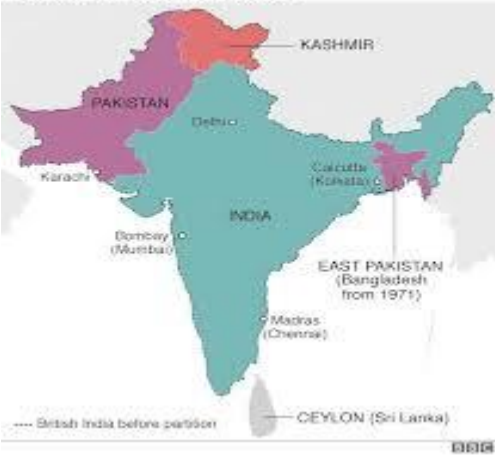 KASHMIR
PAKISTAN
Delhi
Karachi
Calcutta
(Kolkata)
INDIA
Bombay
(Mumbai)
EAST PAKISTAN
(Bangladesh
from 1971)
Madras
(Chennai)
---- British India before partition
CEYLON (Sri Lanka)
BBC